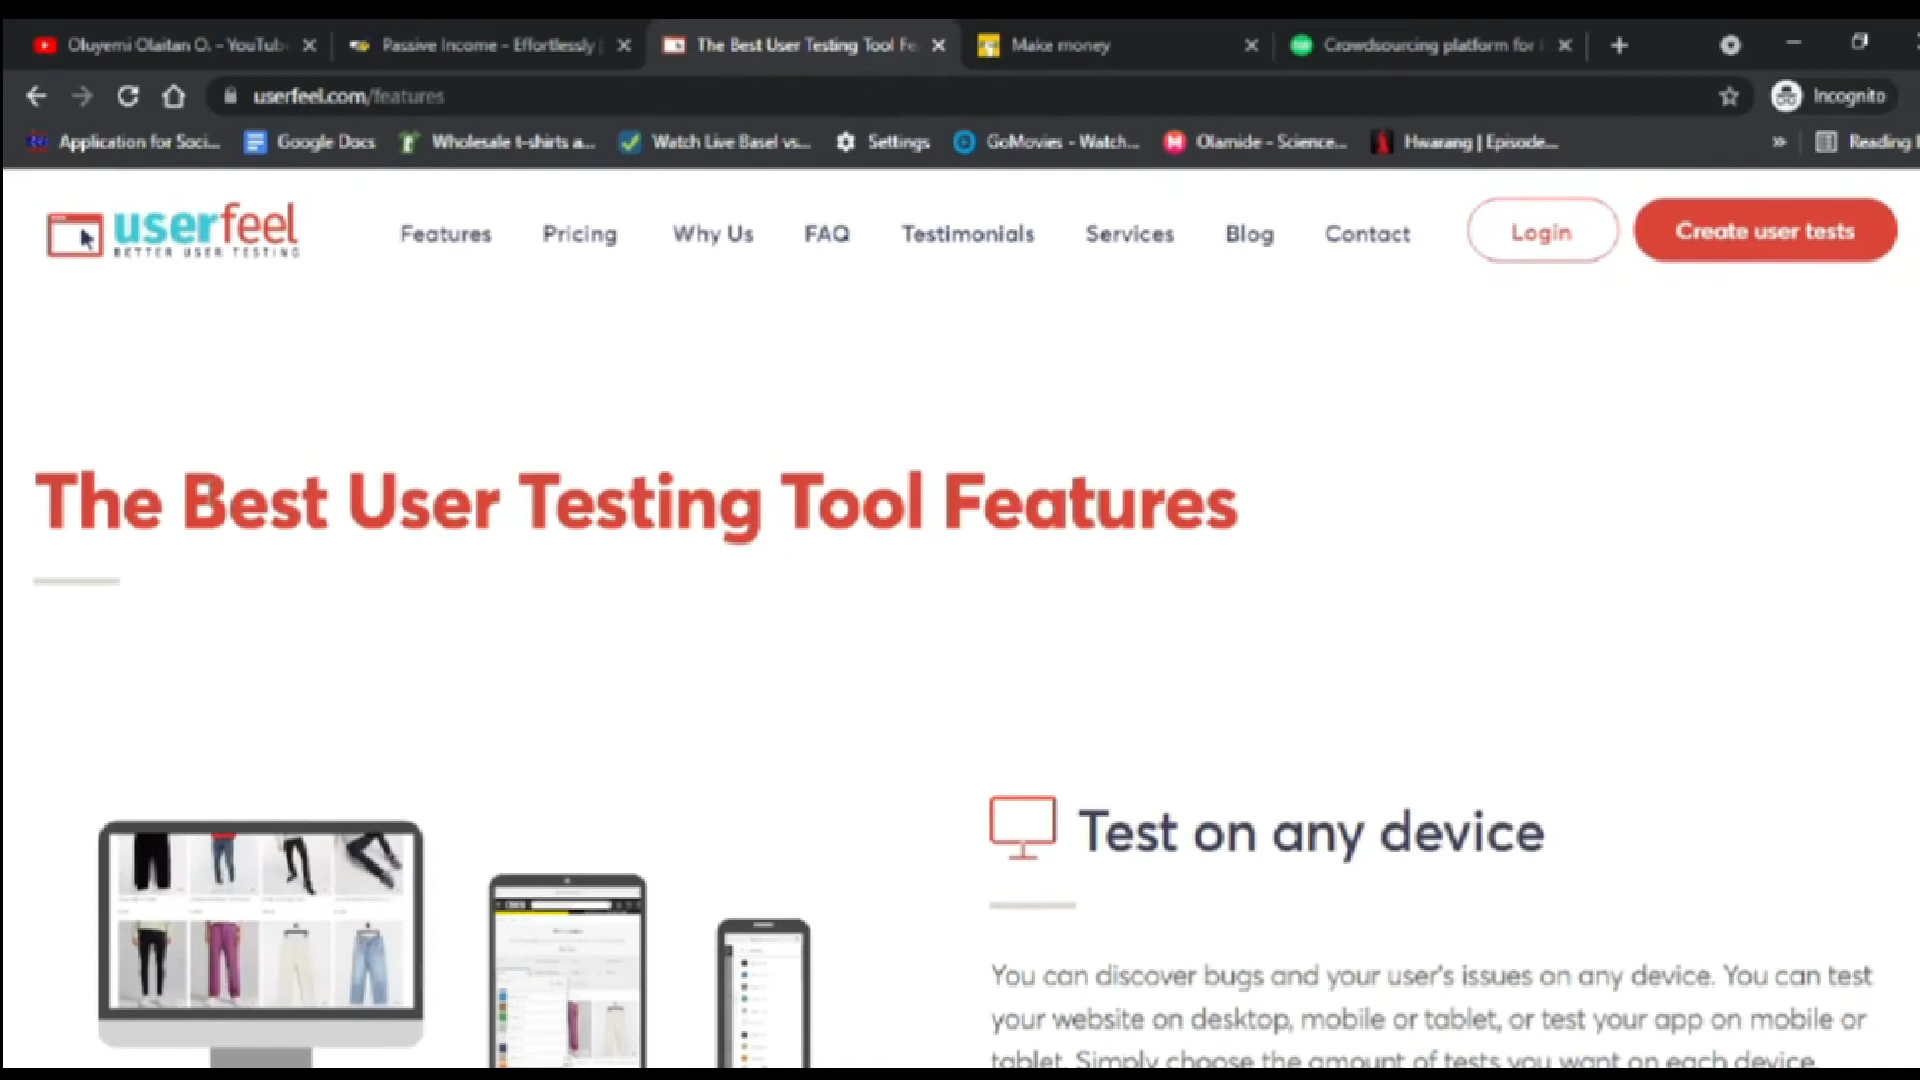 Oluyemi Olaitan O. - YouTub
Passive Income - Effortlessly
The Best User Testing Tool Fe
Make money
Crowdsourcing platform for
userfeel.com/features
Incognito
Application for Soci...
Google Docs
Wholesale t-shirts a...
Watch Live Basel vs...
Settings
GoMovies - Watch...
Olamide - Science...
Hwarang | Episode...
»
Reading
userfeel
BETTER USER TESTING
Features
Pricing
Why Us
FAQ
Testimonials
Services
Blog
Contact
Login
Create user tests
The Best User Testing Tool Features
Test on any device
You can discover bugs and your user's issues on any device. You can test
your website on desktop, mobile or tablet, or test your app on mobile or
tablet. Simply choose the amount of tests you want on each device.